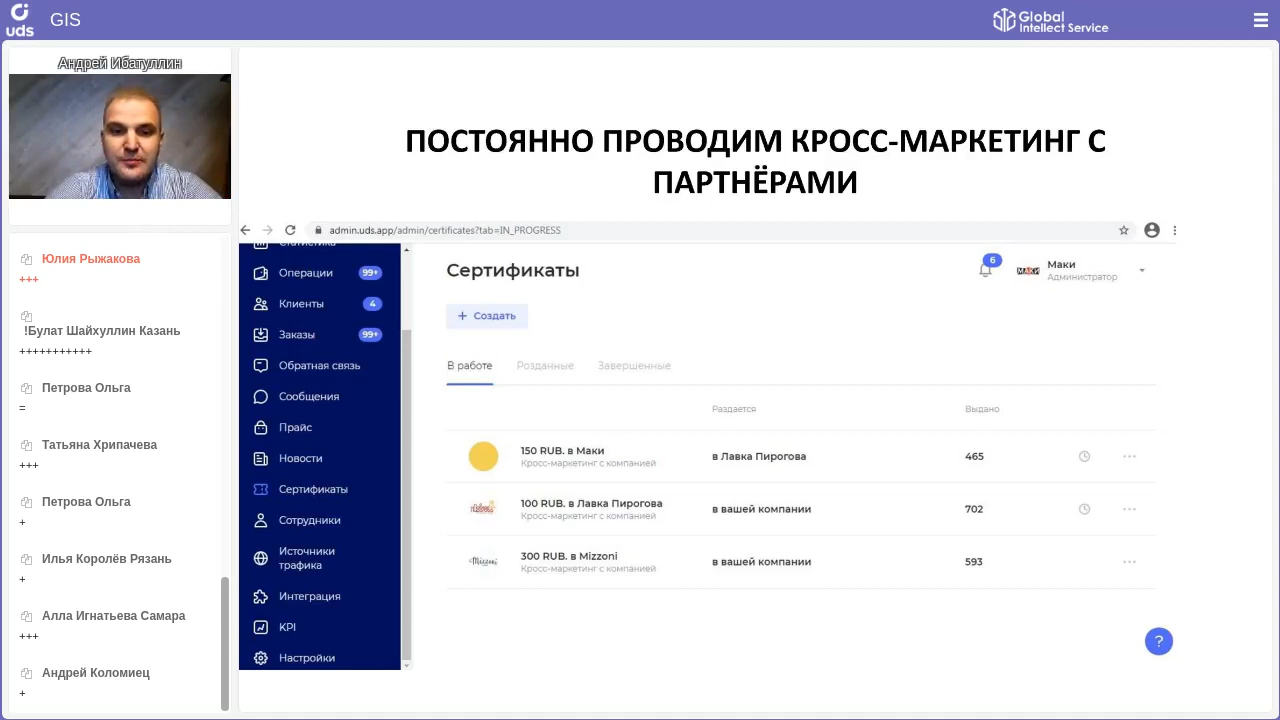 uds
GIS
Global
Intellect Service
Андрей Ибатуллин
Юлия Рыжакова
+++
!Булат Шайхуллин Казань
+++++++++++
Петрова Ольга
=
Татьяна Хрипачева
+++
Петрова Ольга
+
Илья Королёв Рязань
+
Алла Игнатьева Самара
+++
Андрей Коломиец
+
ПОСТОЯННО ПРОВОДИМ КРОСС-МАРКЕТИНГ С
ПАРТНЁРАМИ
admin.uds.app/admin/certificates?tab=IN_PROGRESS
Статистика
Операции 99+
Клиенты 4
Заказы 99+
Обратная связь
Сообщения
Прайс
Новости
Сертификаты
Сотрудники
Источники
трафика
Интеграция
KPI
Настройки
Сертификаты
6
МАКИ
Маки
Администратор
+ Создать
В работе Розданные Завершенные
Раздается Выдано
150 RUB. в Маки
Кросс-маркетинг с компанией
в Лавка Пирогова 465
100 RUB. в Лавка Пирогова
Кросс-маркетинг с компанией
в вашей компании 702
Mizzoni
300 RUB. в Mizzoni
Кросс-маркетинг с компанией
в вашей компании 593
?